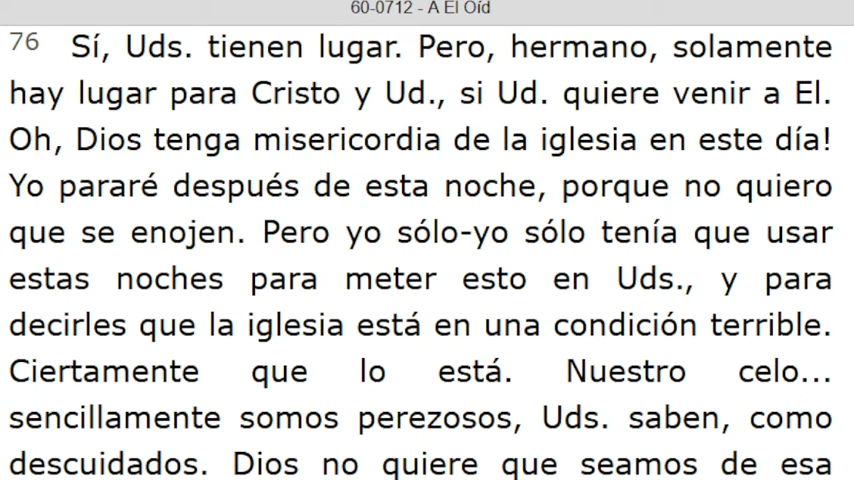 60-0712 - A El Oíd
76 Sí, Uds. tienen lugar. Pero, hermano, solamente
hay lugar para Cristo y Ud., si Ud. quiere venir a El.
Oh, Dios tenga misericordia de la iglesia en este día!
Yo pararé después de esta noche, porque no quiero
que se enojen. Pero yo sólo-yo sólo tenía que usar
estas noches para meter esto en Uds., y para
decirles que la iglesia está en una condición terrible.
Ciertamente que lo está. Nuestro celo...
sencillamente somos perezosos, Uds. saben, como
descuidados. Dios no quiere que seamos de esa